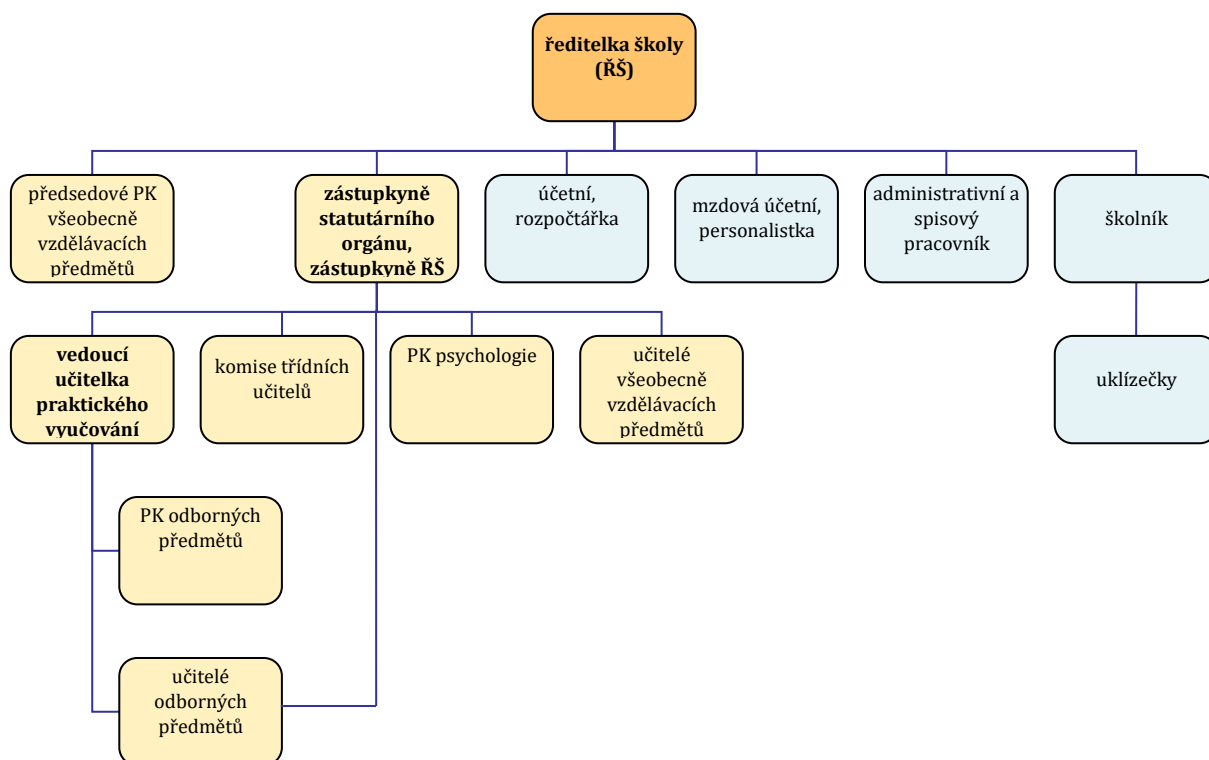 ředitelka školy
(ŘŠ)
předsedové PK
všeobecně
vzdělávacích
předmětů
zástupkyně
statutárního
orgánu,
zástupkyně ŘŠ
účetní,
rozpočtářka
mzdová účetní,
personalistka
administrativní a
spisový
pracovník
školník
vedoucí
učitelka
praktického
vyučování
komise třídních
učitelů
PK psychologie
učitelé
všeobecně
vzdělávacích
předmětů
uklízečky
PK odborných
předmětů
učitelé
odborných
předmětů